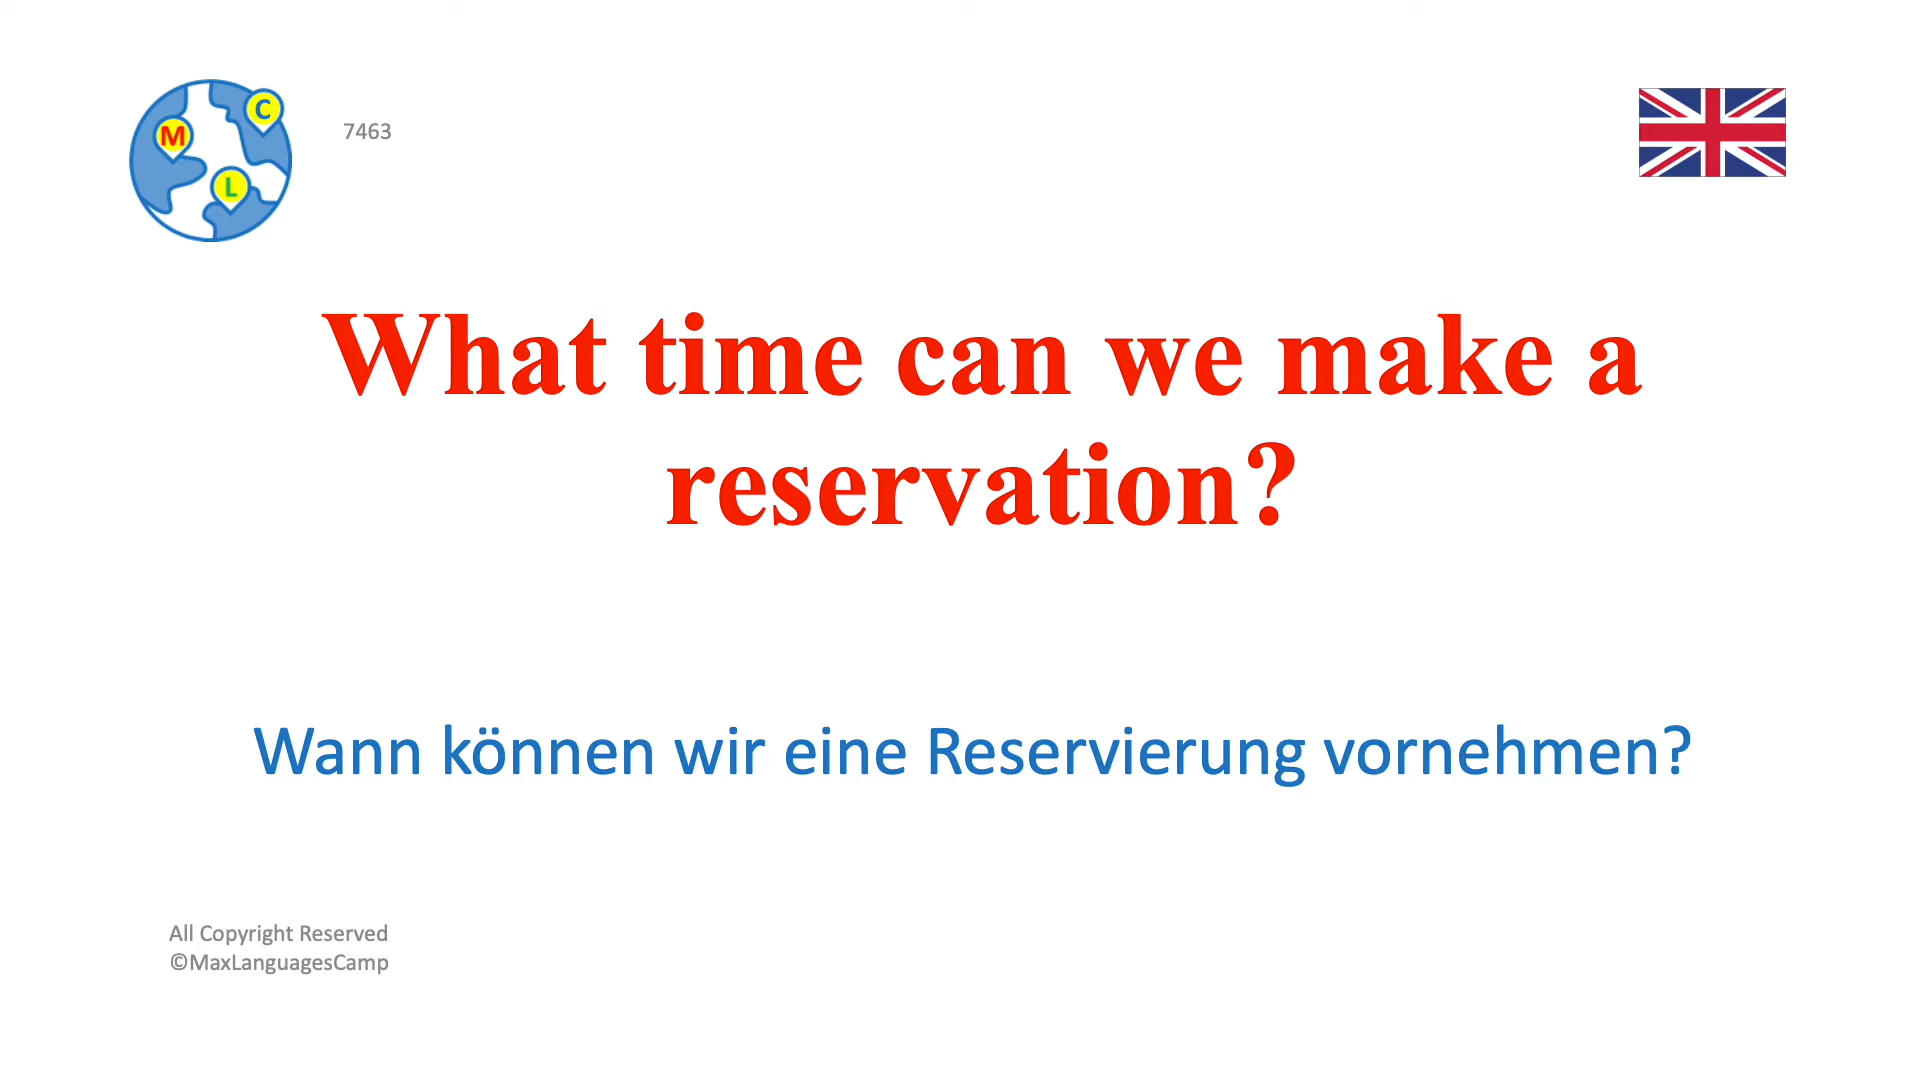 M
C
L
7463
What time can we make a
reservation?
Wann können wir eine Reservierung vornehmen?
All Copyright Reserved
©MaxLanguagesCamp